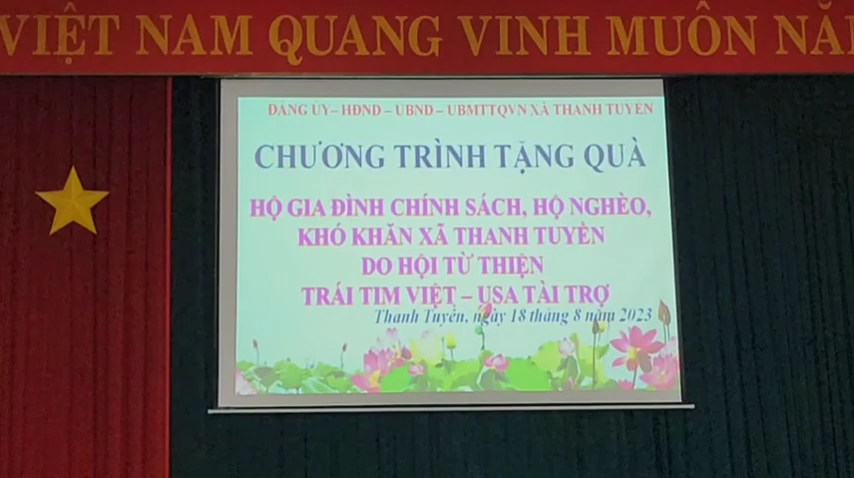 VIỆT NAM QUANG VINH MUÔN NĂ
ĐẢNG ỦY – HĐND – UBND – UBMTTQVN XÃ THANH TUYỀN
CHƯƠNG TRÌNH TẶNG QUÀ
HỘ GIA ĐÌNH CHÍNH SÁCH, HỘ NGHÈO,
KHÓ KHĂN XÃ THANH TUYỀN
DO HỘI TỪ THIỆN
TRÁI TIM VIỆT – USA TÀI TRỢ
Thanh Tuyền, ngày 18 tháng 8 năm 2023